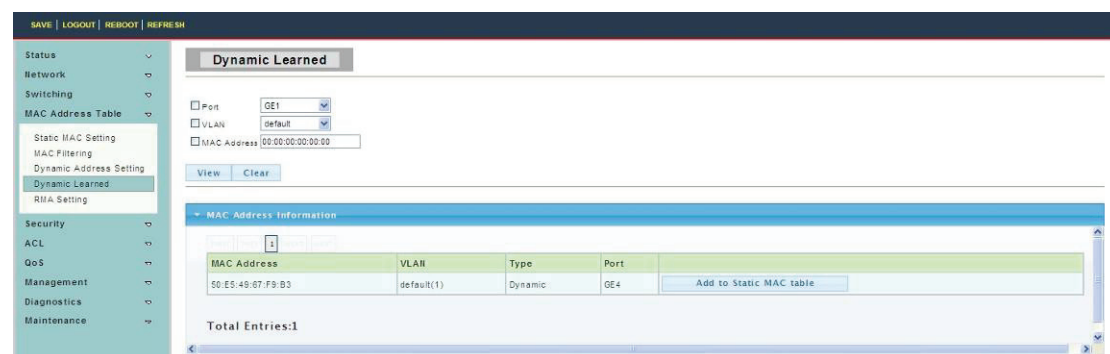 SAVE | LOGOUT | REBOOT | REFRESH
Status
Network
Switching
MAC Address Table
Static MAC Setting
MAC Filtering
Dynamic Address Setting
Dynamic Learned
RMA Setting
Security
ACL
QoS
Management
Diagnostics
Maintenance
Dynamic Learned
Port GE1
VLAN default
MAC Address 00:00:00:00:00:00
View Clear
MAC Address Information
1
MAC Address VLAN Type Port
50:E5:49:67:F9:B3 default(1) Dynamic GE4 Add to Static MAC table
Total Entries:1